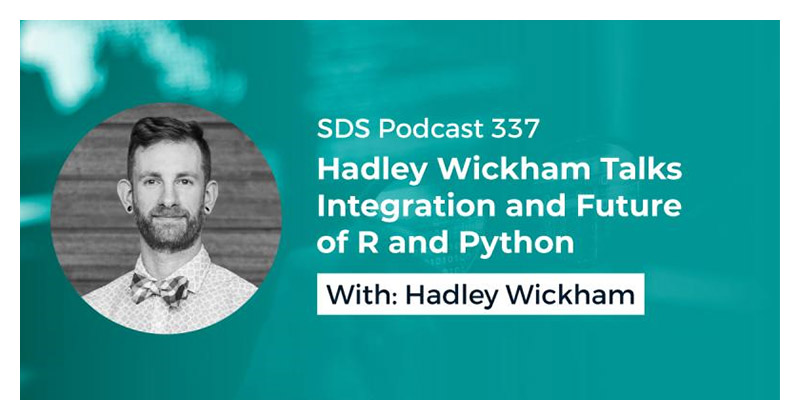 SDS Podcast 337
Hadley Wickham Talks
Integration and Future
of R and Python
With: Hadley Wickham